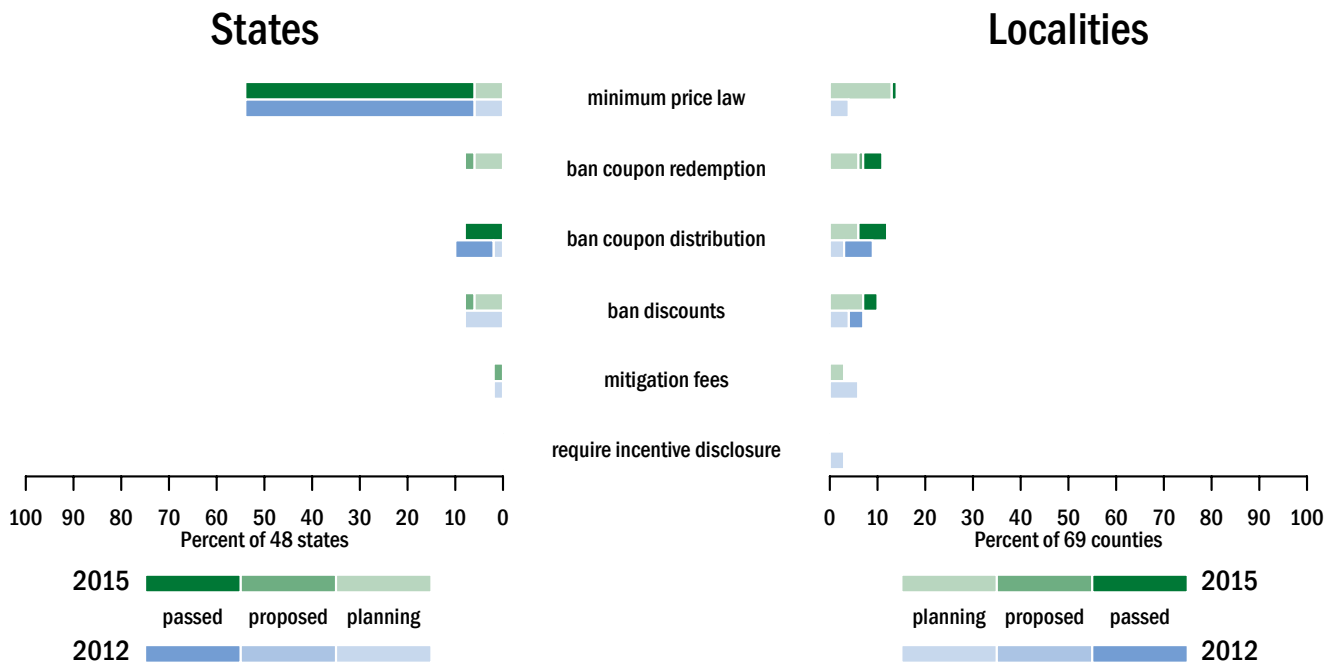 States
Localities
minimum price law
ban coupon redemption
ban coupon distribution
ban discounts
mitigation fees
require incentive disclosure
100 90 80 70 60 50 40 30 20 10 0
Percent of 48 states
0 10 20 30 40 50 60 70 80 90 100
Percent of 69 counties
2015
passed proposed planning
2012
2015
planning proposed passed
2012